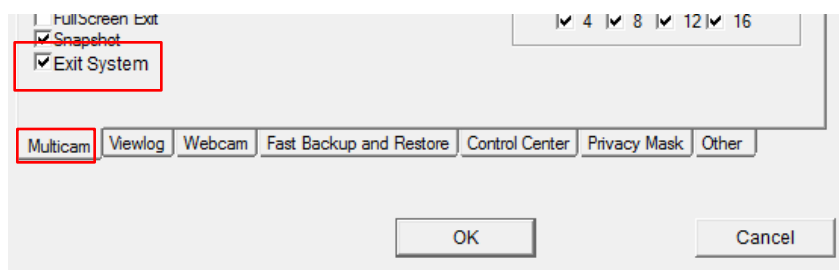 FullScreen Exit
4 8 12 16
Snapshot
Exit System
Multicam Viewlog Webcam Fast Backup and Restore Control Center Privacy Mask Other
OK Cancel